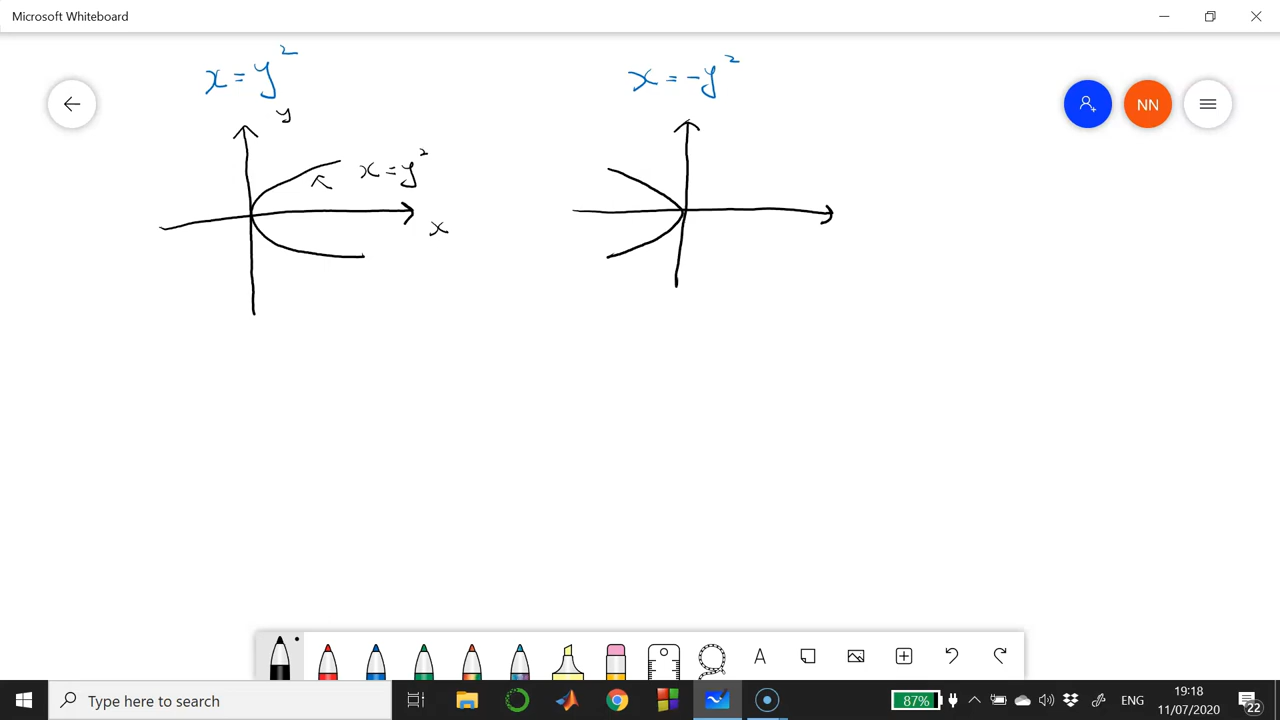 Microsoft Whiteboard
x = y²
x = -y²
NN
y
x = y²
x
A
Type here to search
87%
ENG
19:18
11/07/2020
22